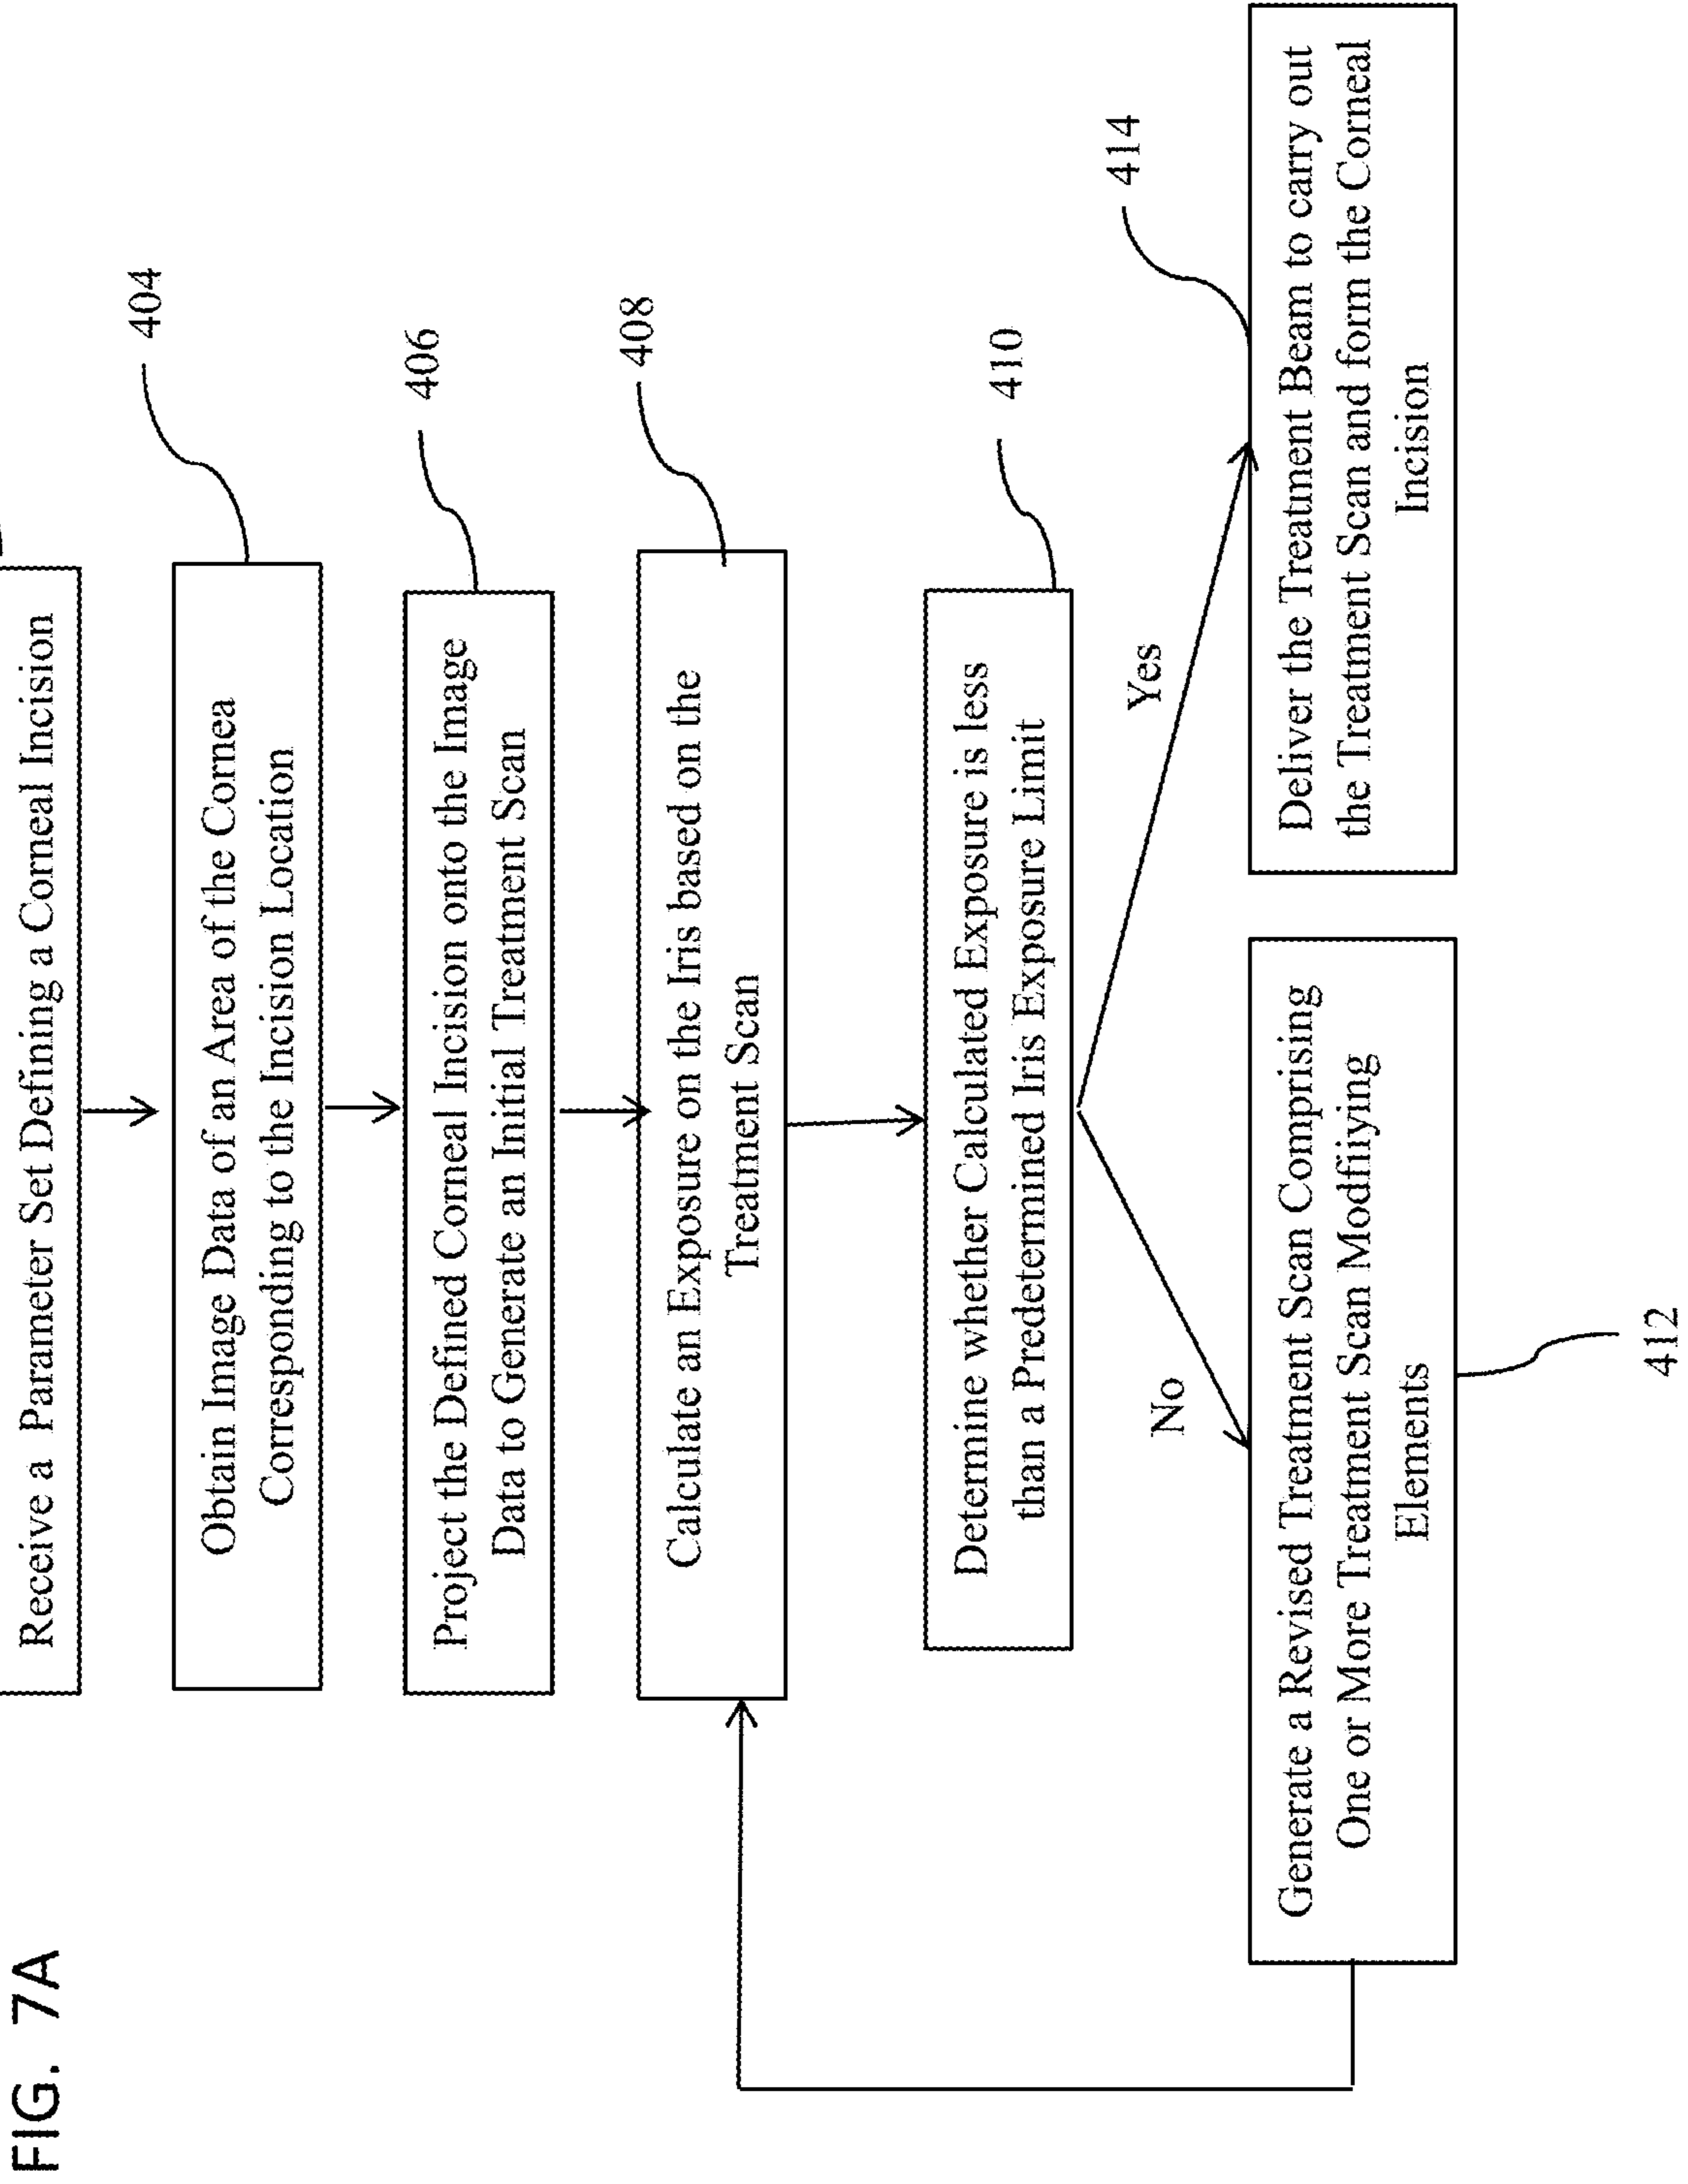 FIG. 7A
Receive a Parameter Set Defining a Corneal Incision
404
Obtain Image Data of an Area of the Cornea
Corresponding to the Incision Location
406
Project the Defined Corneal Incision onto the Image
Data to Generate an Initial Treatment Scan
408
Calculate an Exposure on the Iris based on the
Treatment Scan
410
Determine whether Calculated Exposure is less
than a Predetermined Iris Exposure Limit
No
Yes
414
Generate a Revised Treatment Scan Comprising
One or More Treatment Scan Modfiiying
Elements
412
Deliver the Treatment Beam to carry out
the Treatment Scan and form the Corneal
Incision